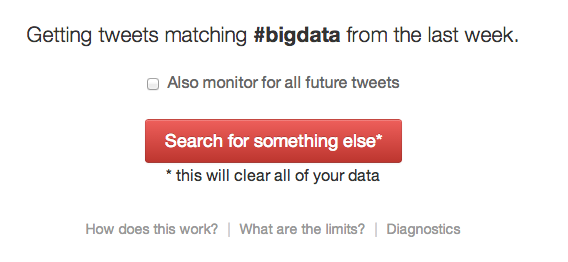 Getting tweets matching #bigdata from the last week.
Also monitor for all future tweets
Search for something else*
* this will clear all of your data
How does this work? | What are the limits? | Diagnostics